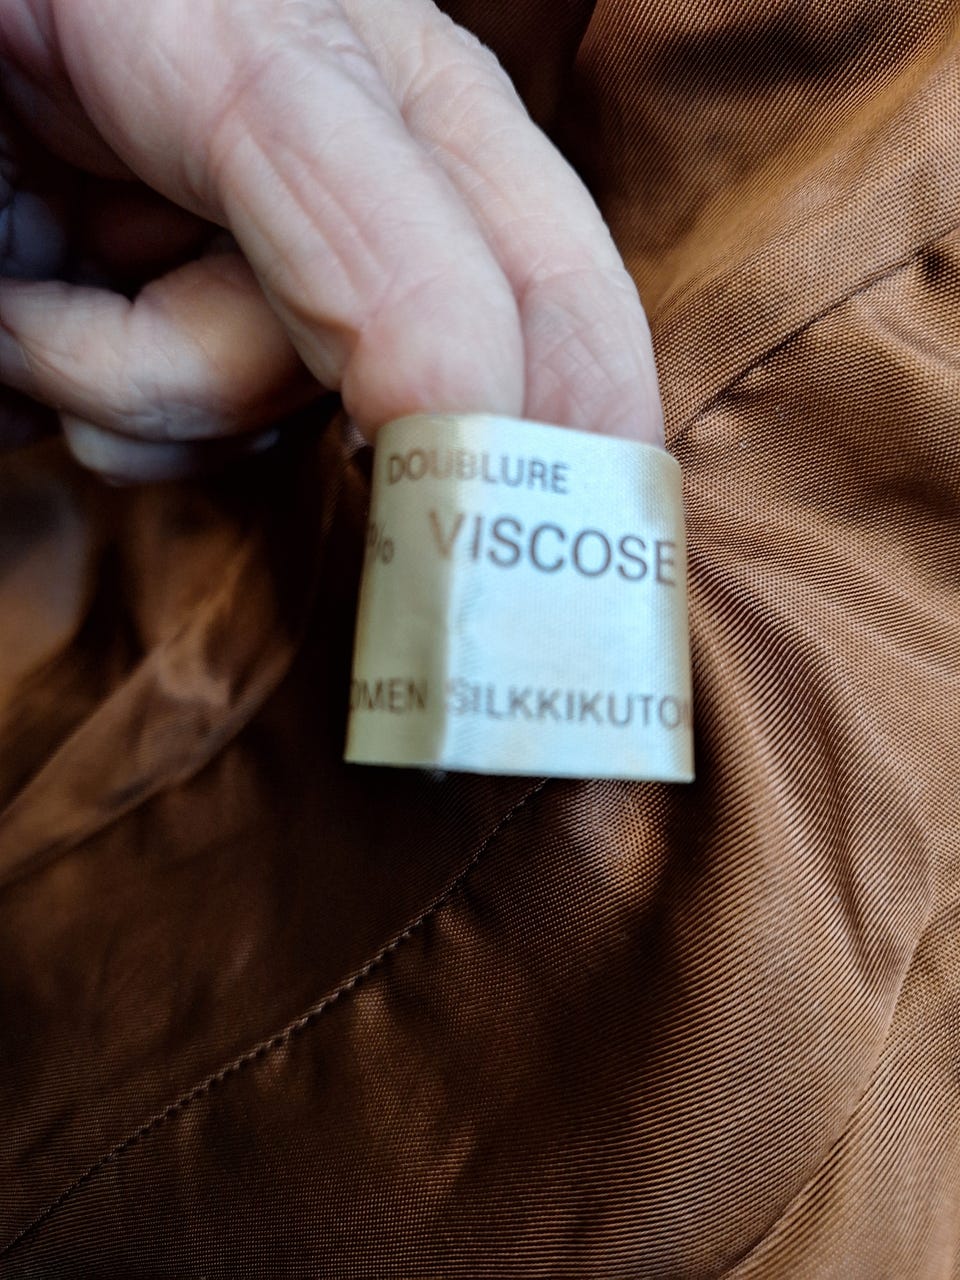 DOUBLURE
% VISCOSE
OMEN SILKKIKUTO